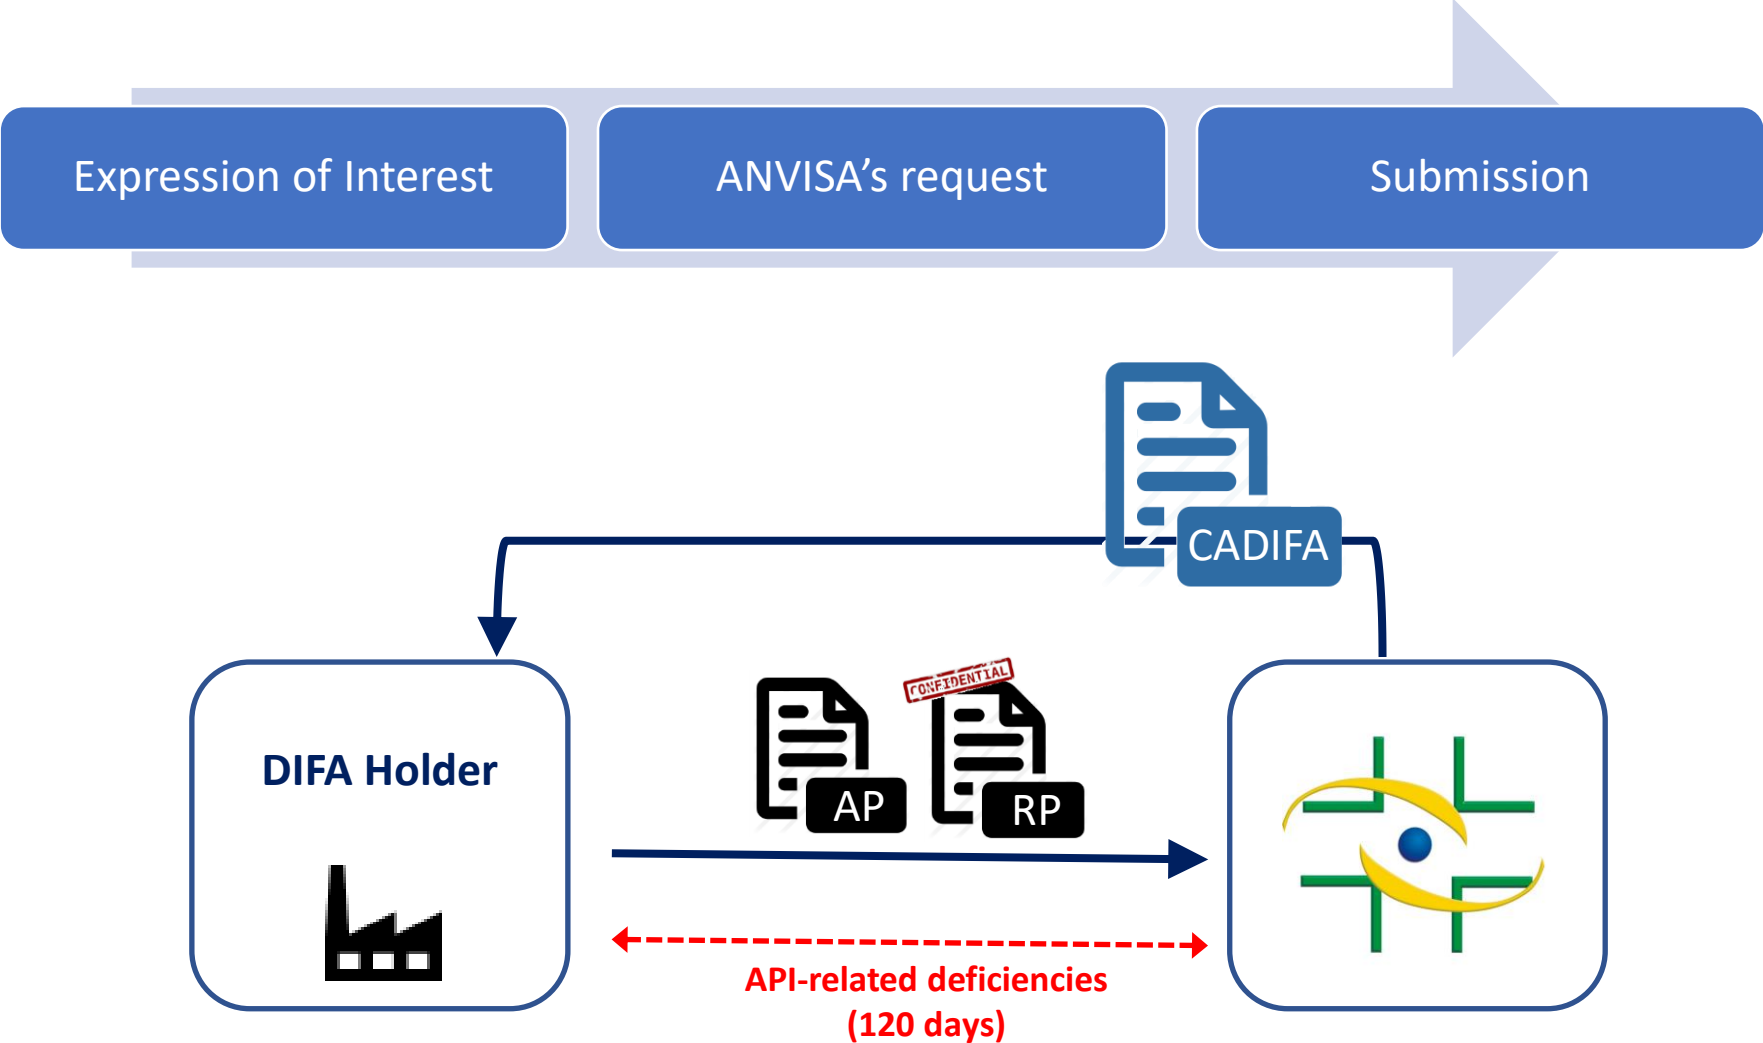 Expression of Interest
ANVISA’s request
Submission
CADIFA
DIFA Holder
CONFIDENTIAL
AP
RP
API-related deficiencies
(120 days)